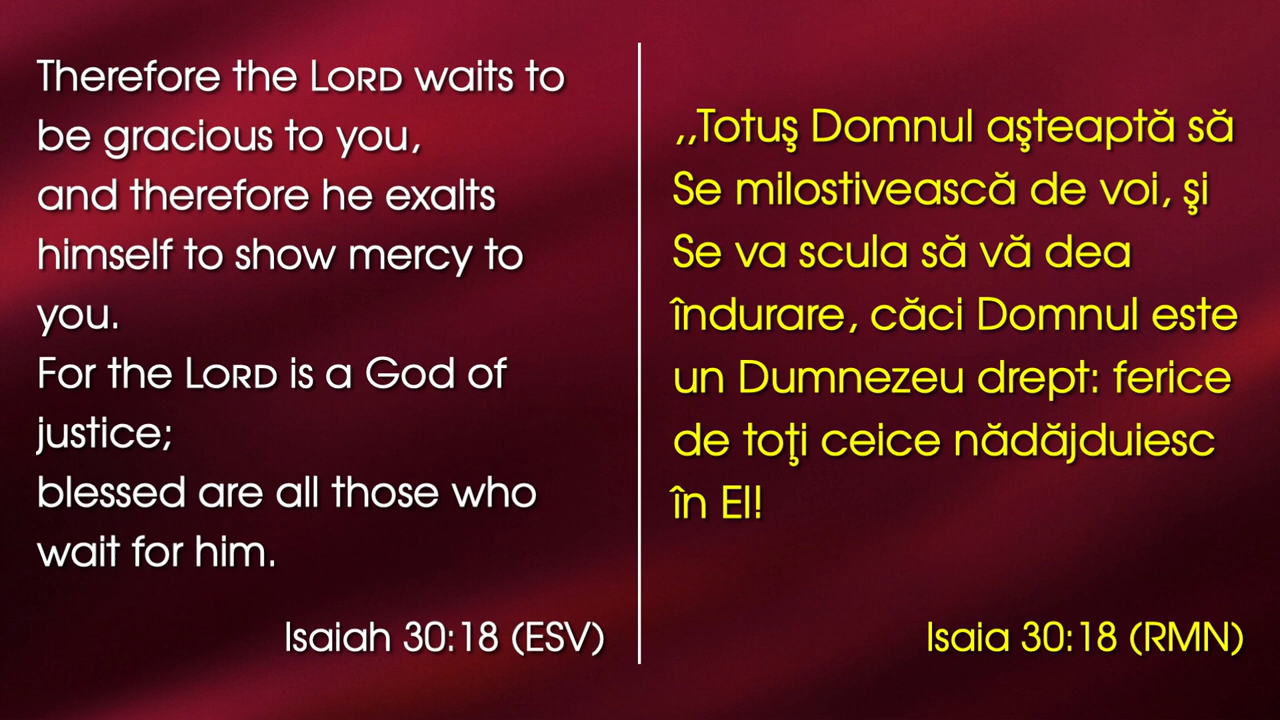 Therefore the LORD waits to
be gracious to you,
and therefore he exalts
himself to show mercy to
you.
For the LORD is a God of
justice;
blessed are all those who
wait for him.
Isaiah 30:18 (ESV)
,,Totuş Domnul aşteaptă să
Se milostivească de voi, şi
Se va scula să vă dea
îndurare, căci Domnul este
un Dumnezeu drept: ferice
de toţi ceice nădăjduiesc
în El!
Isaia 30:18 (RMN)